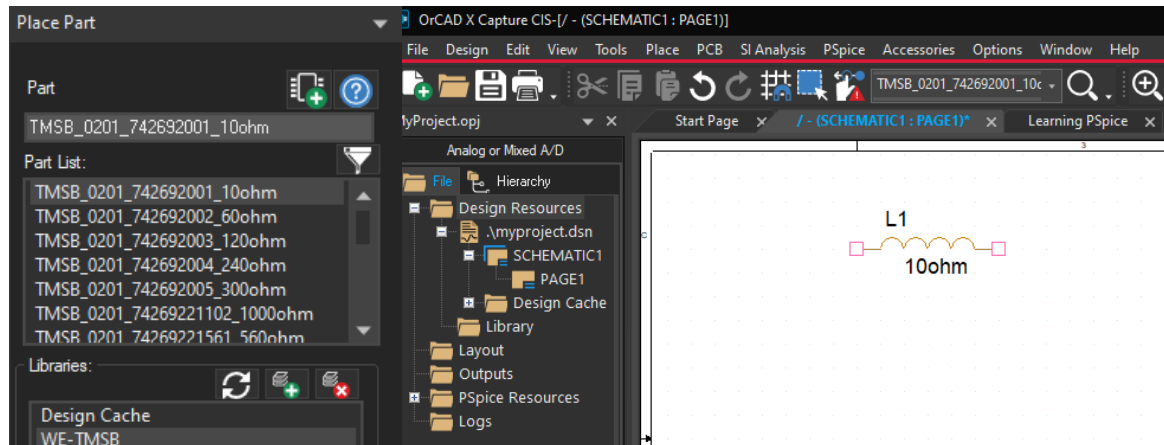 Place Part
Part
TMSB_0201_742692001_10ohm
Part List:
TMSB_0201_742692001_10ohm
TMSB_0201_742692002_60ohm
TMSB_0201_742692003_120ohm
TMSB_0201_742692004_240ohm
TMSB_0201_742692005_300ohm
TMSB_0201_74269221102_1000ohm
TMSB_0201_74269221561_560ohm
Libraries:
Design Cache
WE-TMSB
OrCAD X Capture CIS-[/ - (SCHEMATIC1 : PAGE1)]
File Design Edit View Tools Place PCB SI Analysis PSpice Accessories Options Window Help
TMSB_0201_742692001_10c
MyProject.opj
Start Page / - (SCHEMATIC1 : PAGE1)* Learning PSpice
Analog or Mixed A/D
File Hierarchy
Design Resources
.\myproject.dsn
SCHEMATIC1
PAGE1
Design Cache
Library
Layout
Outputs
PSpice Resources
Logs
3
C
L1
10ohm